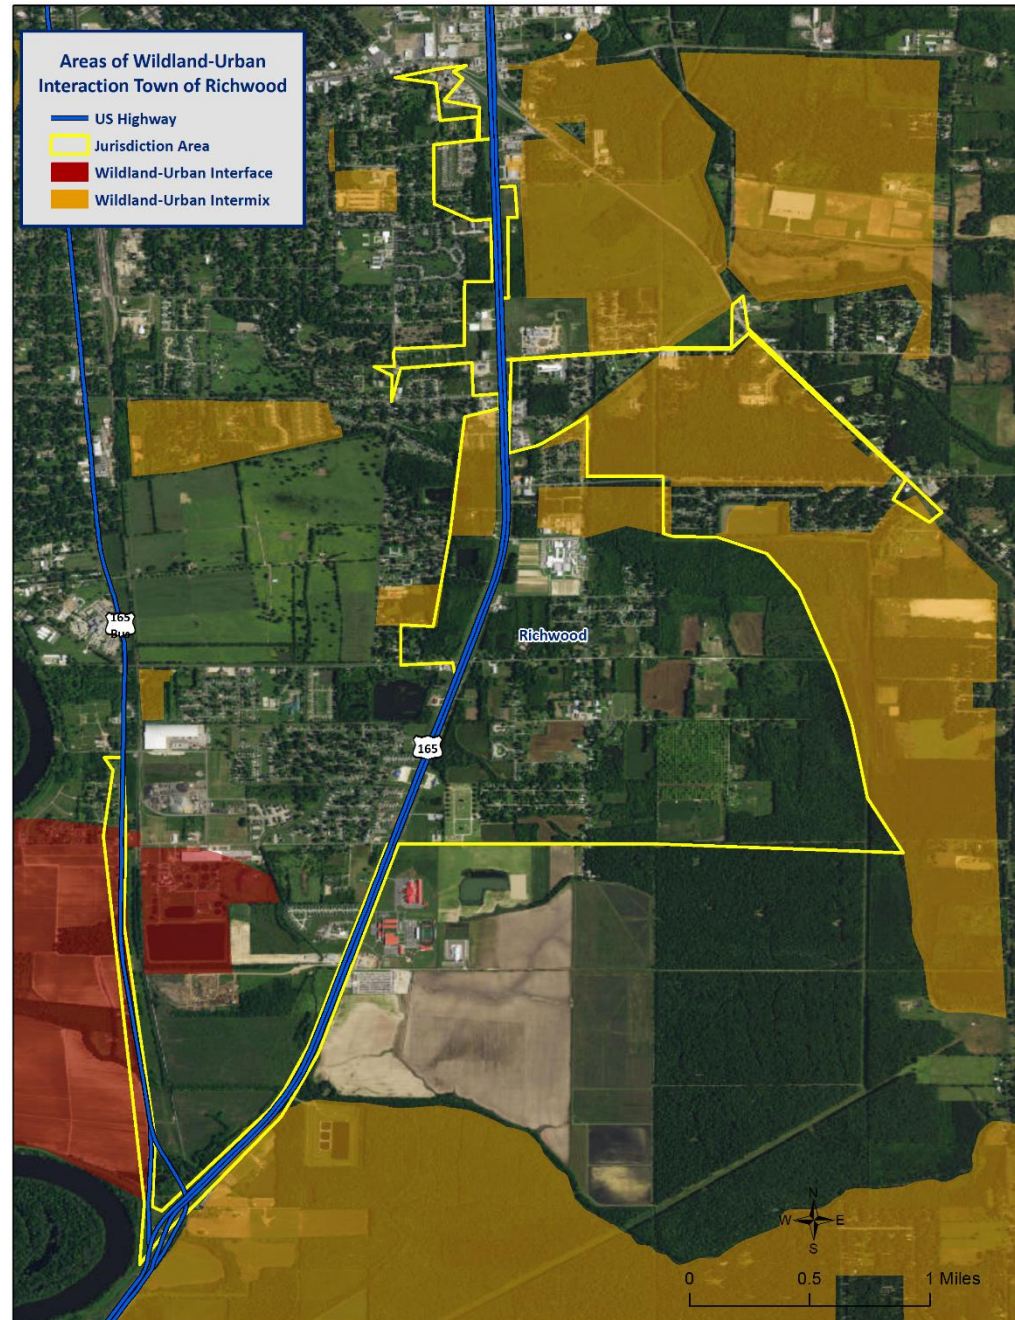 Areas of Wildland-Urban
Interaction Town of Richwood
US Highway
Jurisdiction Area
Wildland-Urban Interface
Wildland-Urban Intermix
165
Bus
Richwood
165
N
W E
S
0 0.5 1 Miles